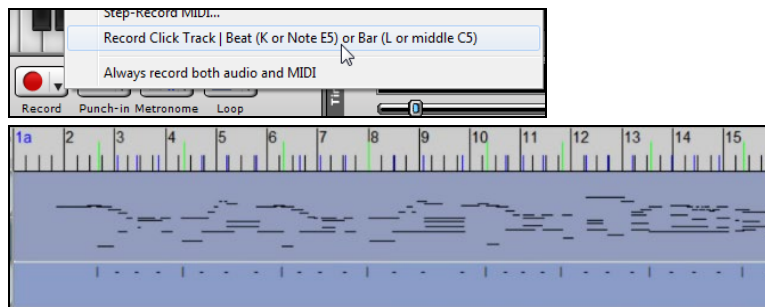 Step-Record MIDI...
Record Click Track | Beat (K or Note E5) or Bar (L or middle C5)
Always record both audio and MIDI
Record Punch-in Metronome Loop
1a 2 3 4 5 6 7 8 9 10 11 12 13 14 15